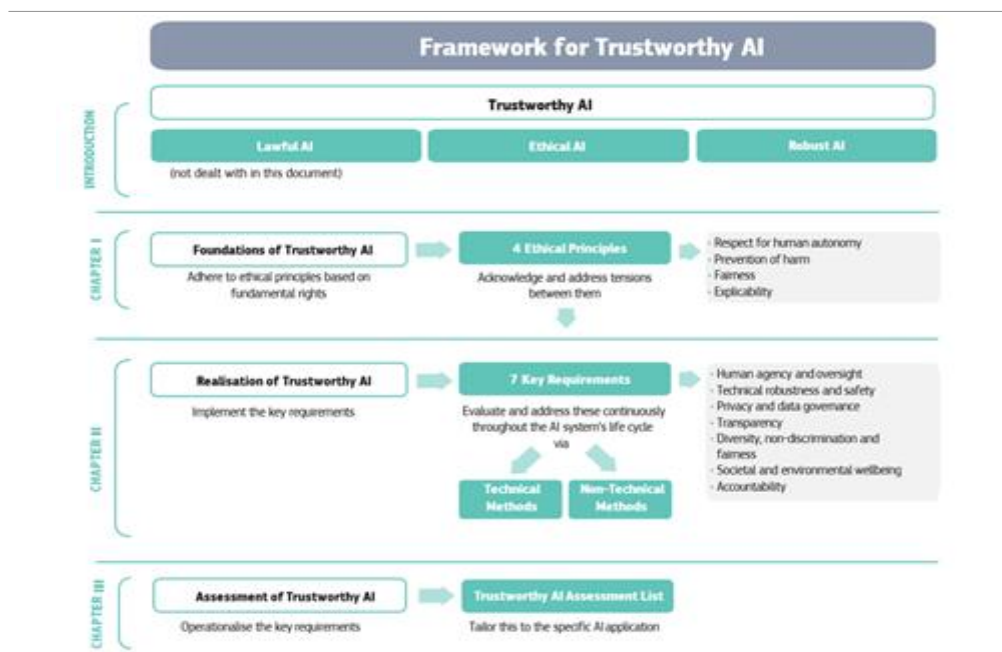 Framework for Trustworthy AI
INTRODUCTION
Trustworthy AI
Lawful AI
Ethical AI
Robust AI
(not dealt with in this document)
CHAPTER I
Foundations of Trustworthy AI
Adhere to ethical principles based on
fundamental rights
4 Ethical Principles
Acknowledge and address tensions
between them
· Respect for human autonomy
· Prevention of harm
· Fairness
· Explicability
CHAPTER II
Realisation of Trustworthy AI
Implement the key requirements
7 Key Requirements
Evaluate and address these continuously
throughout the AI system's life cycle
via
Technical
Methods
Non-Technical
Methods
· Human agency and oversight
· Technical robustness and safety
· Privacy and data governance
· Transparency
· Diversity, non-discrimination and
fairness
· Societal and environmental wellbeing
· Accountability
CHAPTER III
Assessment of Trustworthy AI
Operationalise the key requirements
Trustworthy AI Assessment List
Tailor this to the specific AI application